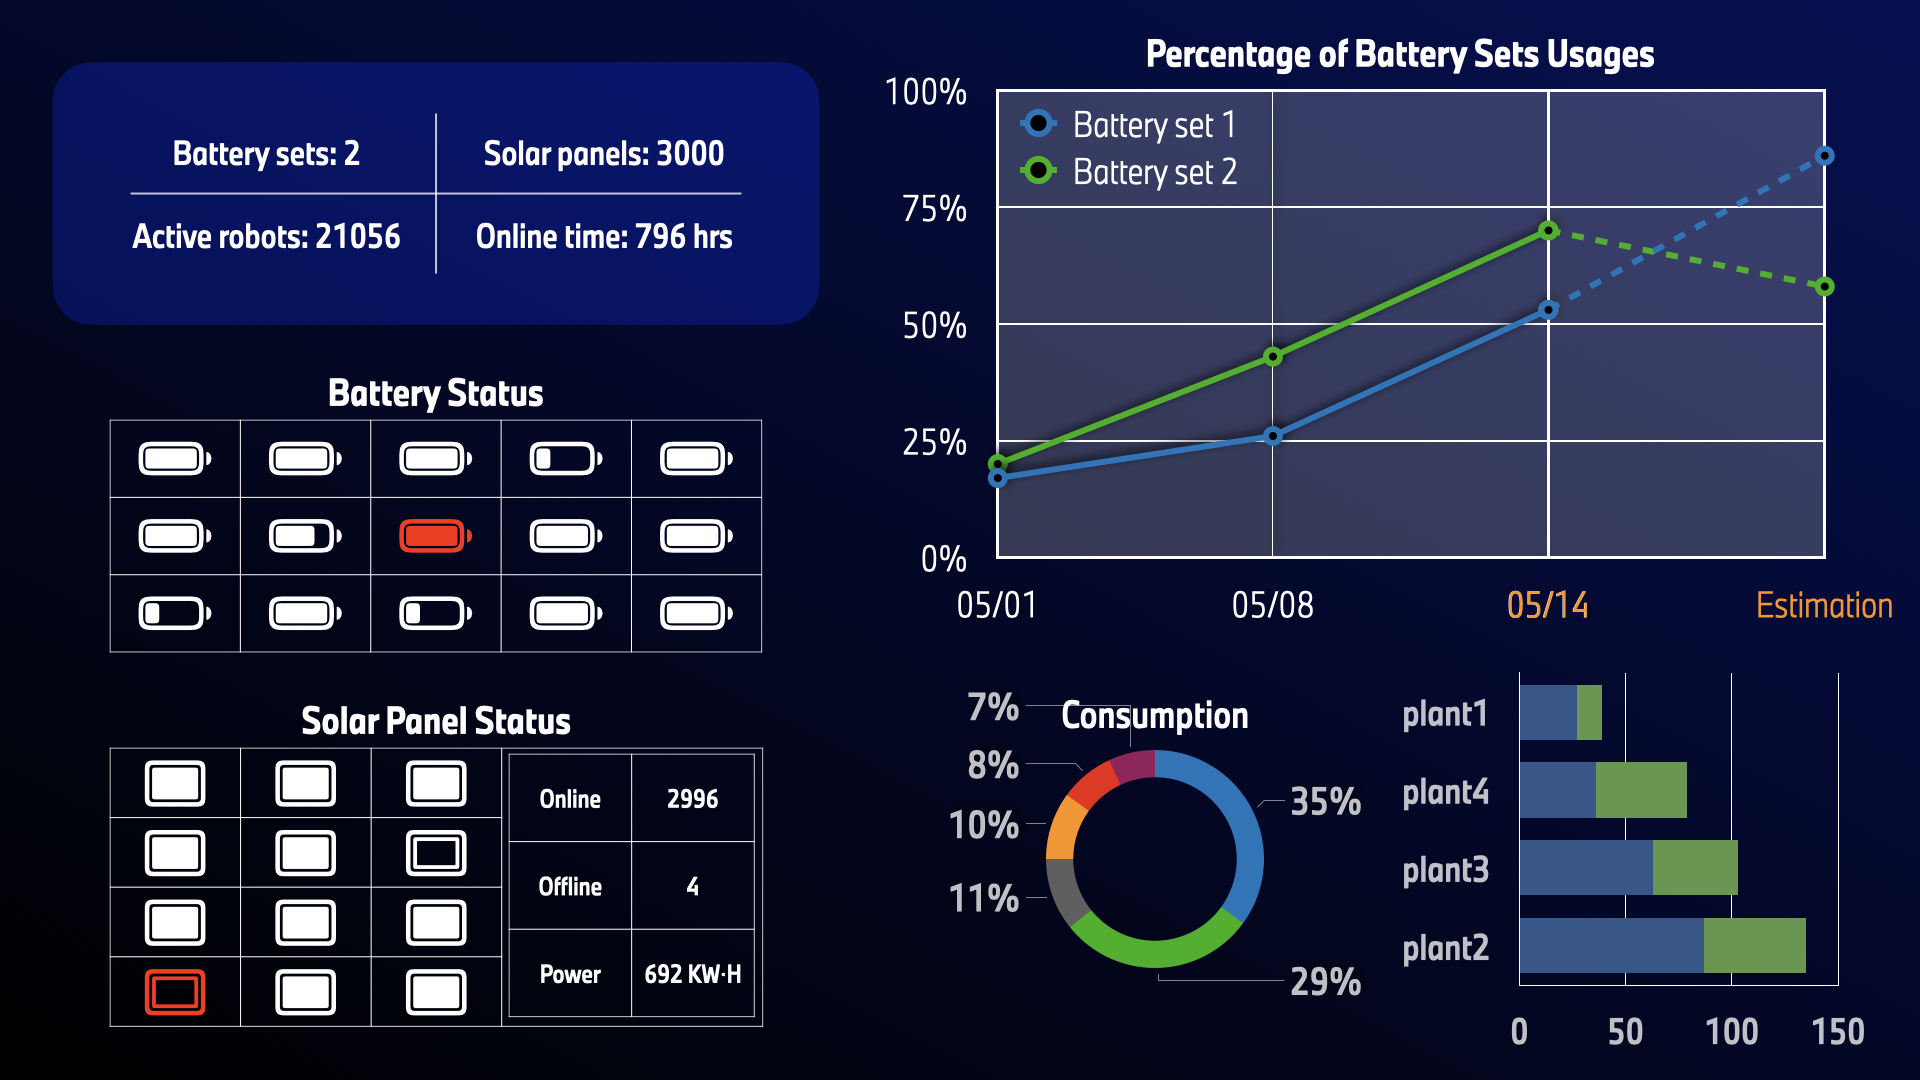 Battery sets: 2
Solar panels: 3000
Active robots: 21056
Online time: 796 hrs
Battery Status
Solar Panel Status
Online
2996
Offline
4
Power
692 KW·H
Percentage of Battery Sets Usages
100%
75%
50%
25%
0%
Battery set 1
Battery set 2
05/01
05/08
05/14
Estimation
Consumption
7%
8%
10%
11%
35%
29%
plant1
plant4
plant3
plant2
0
50
100
150